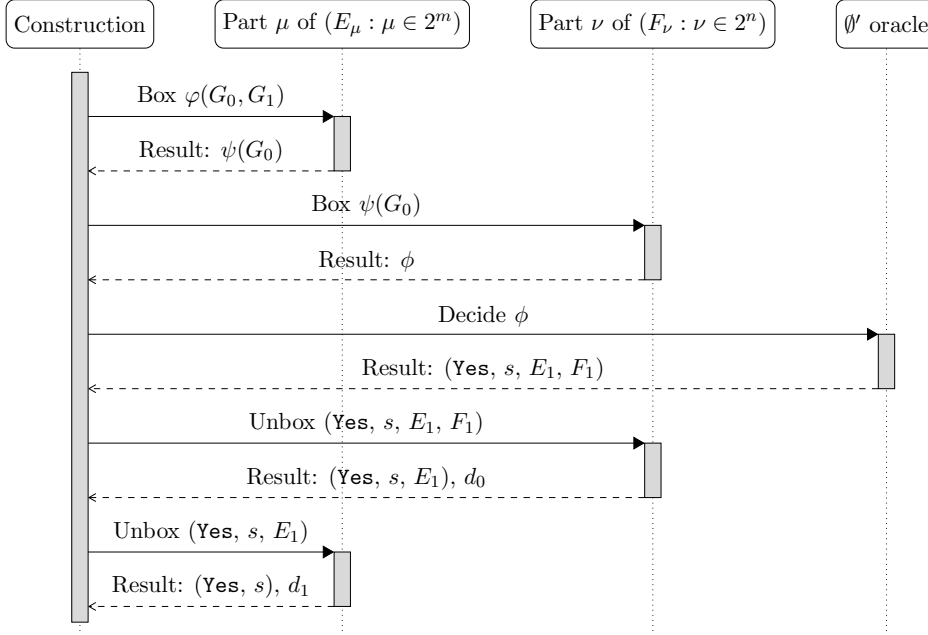 Construction
Part μ of (E_μ : μ ∈ 2^m)
Part ν of (F_ν : ν ∈ 2^n)
∅′ oracle
Box φ(G_0, G_1)
Result: ψ(G_0)
Box ψ(G_0)
Result: ϕ
Decide ϕ
Result: (Yes, s, E_1, F_1)
Unbox (Yes, s, E_1, F_1)
Result: (Yes, s, E_1), d_0
Unbox (Yes, s, E_1)
Result: (Yes, s), d_1